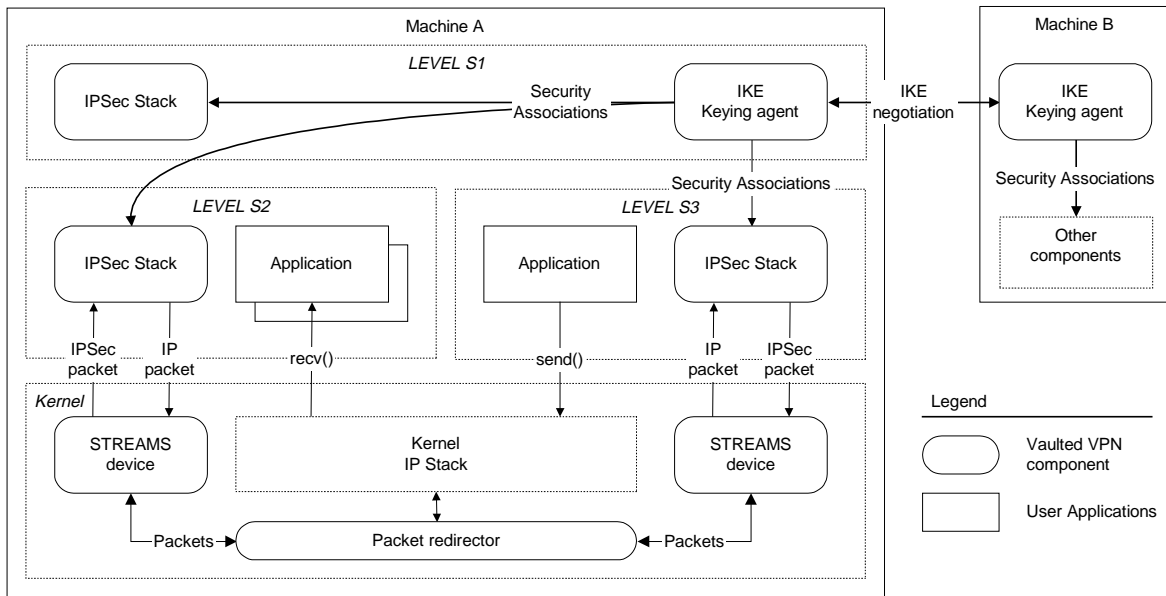 Machine A
Machine B
LEVEL S1
IPSec Stack
Security
Associations
IKE
Keying agent
IKE
negotiation
IKE
Keying agent
Security Associations
Security Associations
LEVEL S2
LEVEL S3
IPSec Stack
Application
Application
IPSec Stack
Other
components
IPSec
packet
IP
packet
recv()
send()
IP
packet
IPSec
packet
Kernel
STREAMS
device
Kernel
IP Stack
STREAMS
device
Packets
Packet redirector
Packets
Legend
Vaulted VPN
component
User Applications